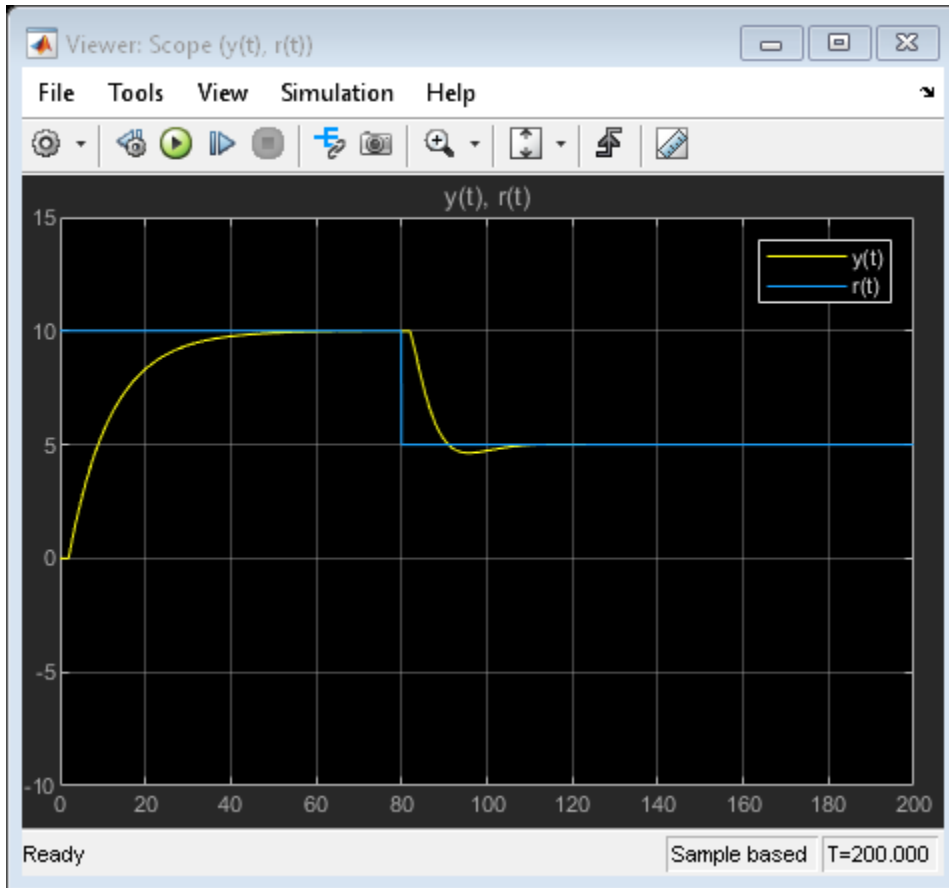 Viewer: Scope (y(t), r(t))
File Tools View Simulation Help
y(t), r(t)
15
y(t)
r(t)
10
5
0
-5
-10
0 20 40 60 80 100 120 140 160 180 200
Ready Sample based T=200.000